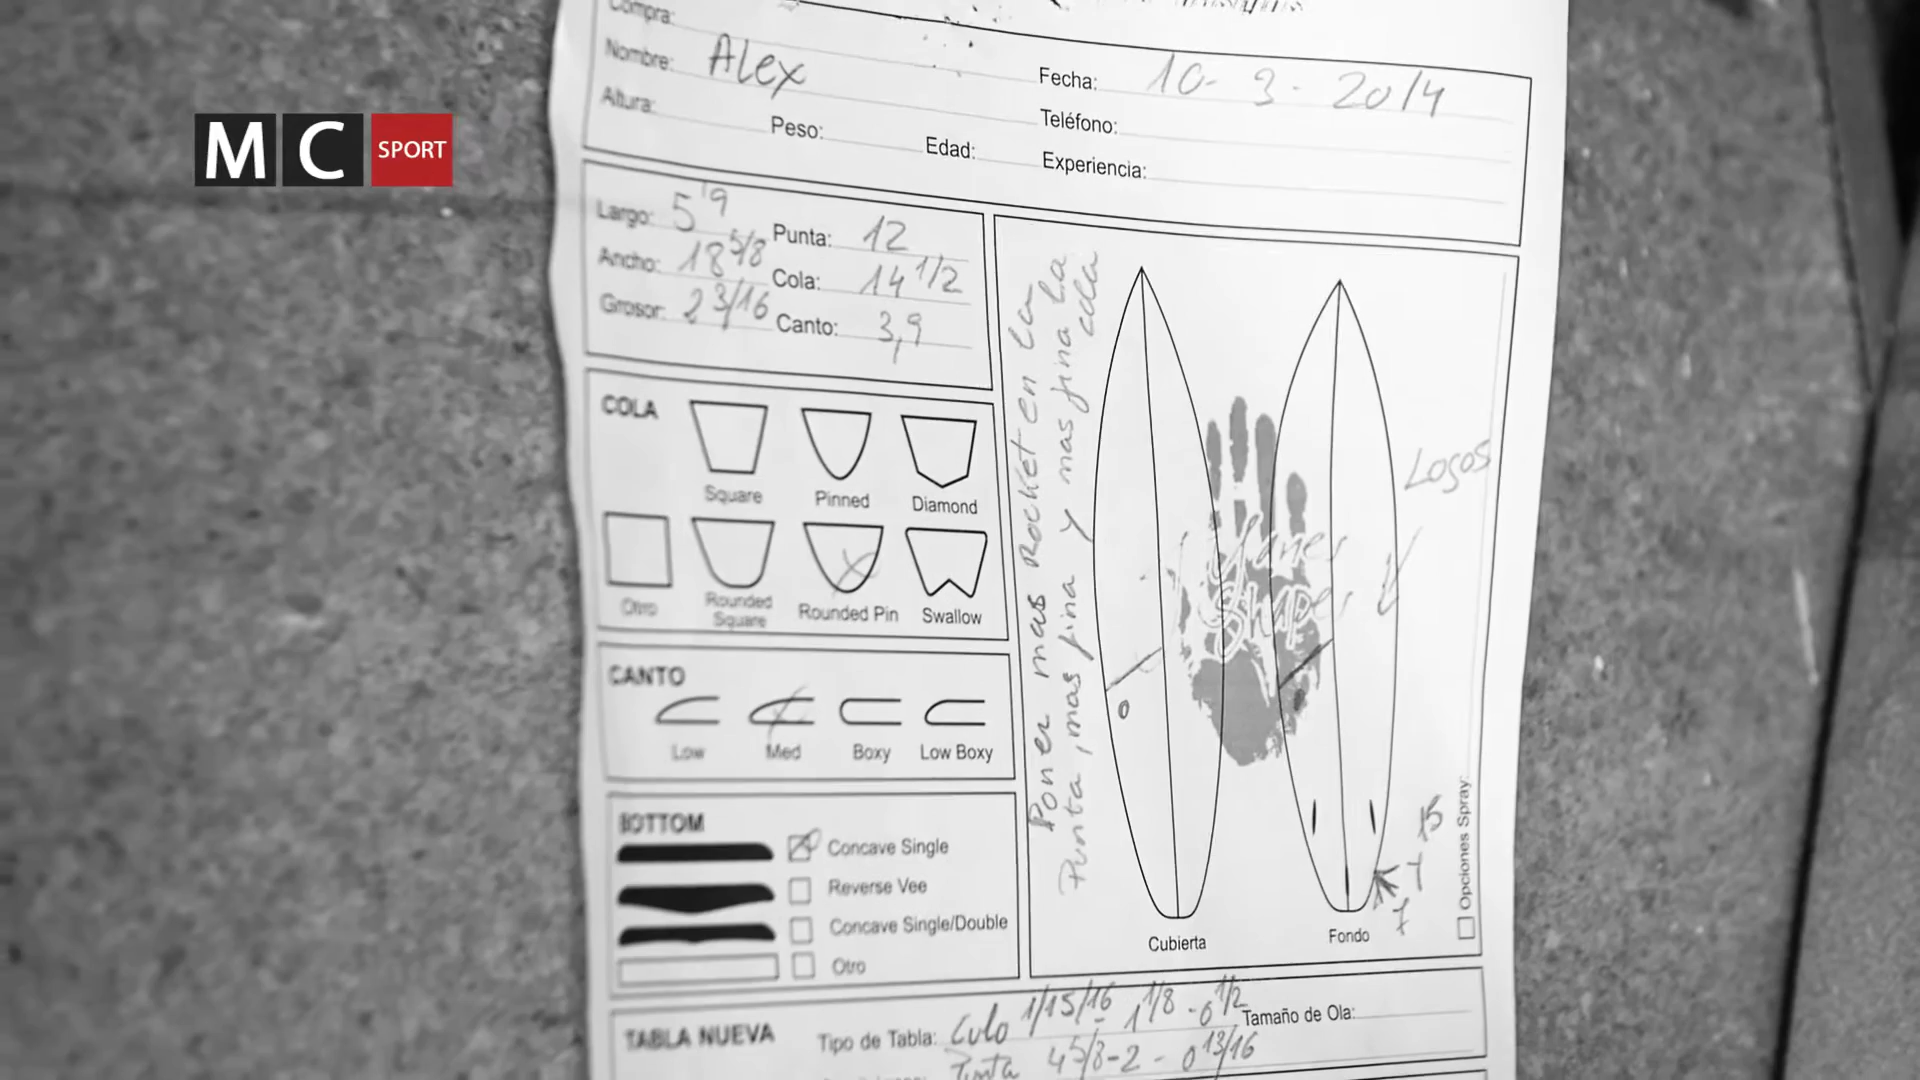 MC SPORT
Compra:
Nombre: Alex
Fecha: 10-3-2014
Altura: Peso: Edad:
Teléfono:
Experiencia:
Largo: 5'9 Punta: 12
Ancho: 18 5/8 Cola: 14 1/2
Grosor: 2 3/16 Canto: 3,9
COLA
Square Pinned Diamond
Otro Rounded Square Rounded Pin Swallow
CANTO
Low Med Boxy Low Boxy
BOTTOM
Concave Single
Reverse Vee
Concave Single/Double
Otro
Poner mas Rocket en la
Punta, mas fina y mas fina la
cola
Logos
Shapes
15
7
Cubierta Fondo
Opciones Spray:
TABLA NUEVA Tipo de Tabla: Culo 1/15/16 - 1 1/8 - 0 1/2 Tamaño de Ola:
Punta 4 5/8 - 2 - 0 13/16